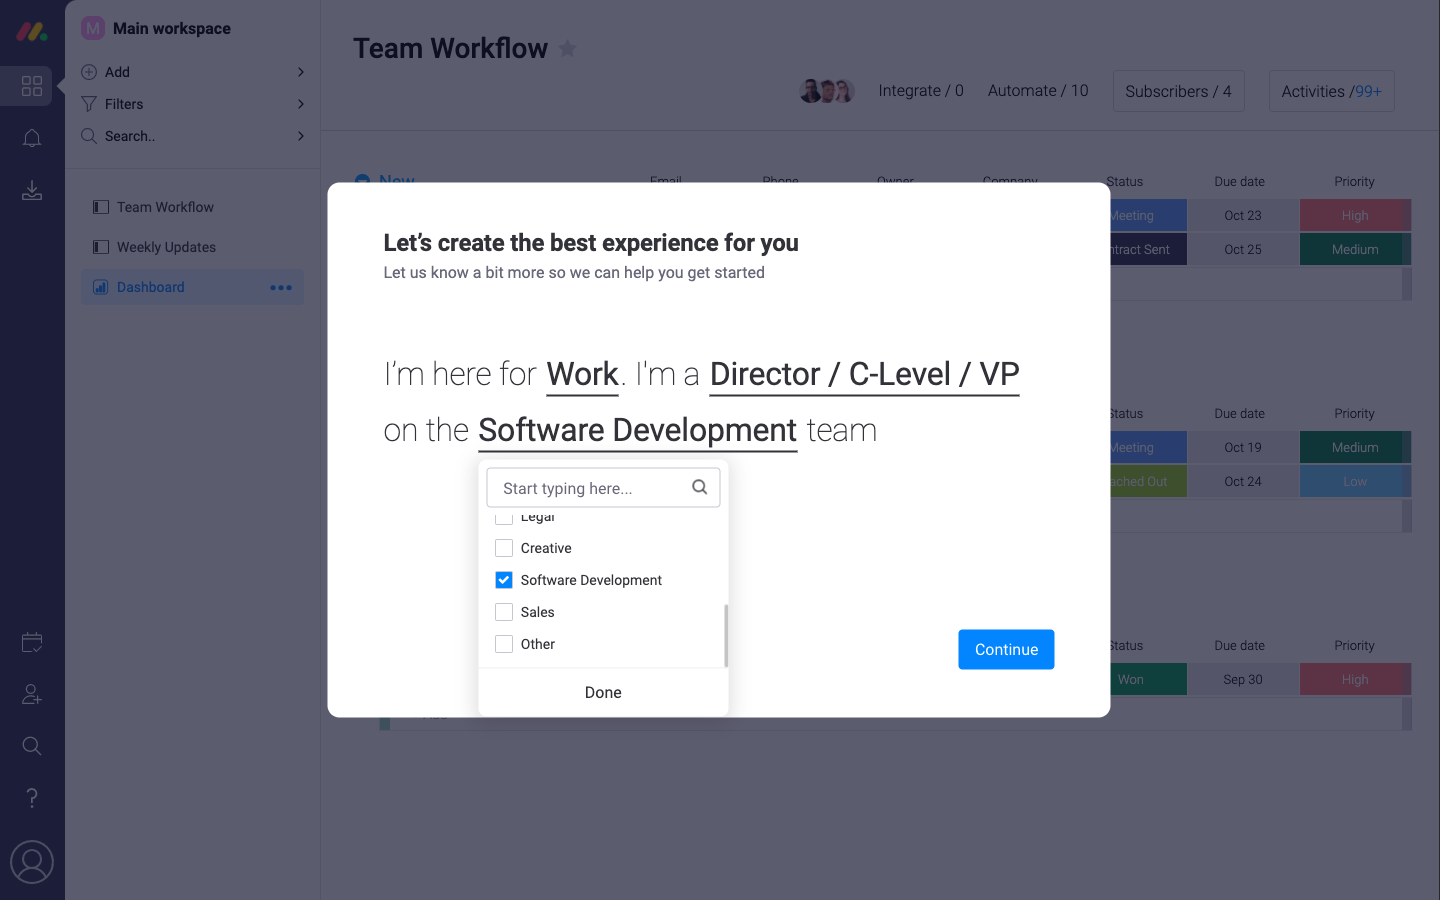 M Main workspace
Add
Filters
Search..
Team Workflow
Weekly Updates
Dashboard
Team Workflow
Integrate / 0 Automate / 10 Subscribers / 4 Activities /99+
New Email Phone Owner Company Status Due date Priority
Meeting Oct 23 High
ntract Sent Oct 25 Medium
Let's create the best experience for you
Let us know a bit more so we can help you get started
I'm here for Work. I'm a Director / C-Level / VP
on the Software Development team
Start typing here...
Legal
Creative
Software Development
Sales
Other
Done
Continue
Status Due date Priority
Meeting Oct 19 Medium
ached Out Oct 24 Low
Status Due date Priority
Won Sep 30 High